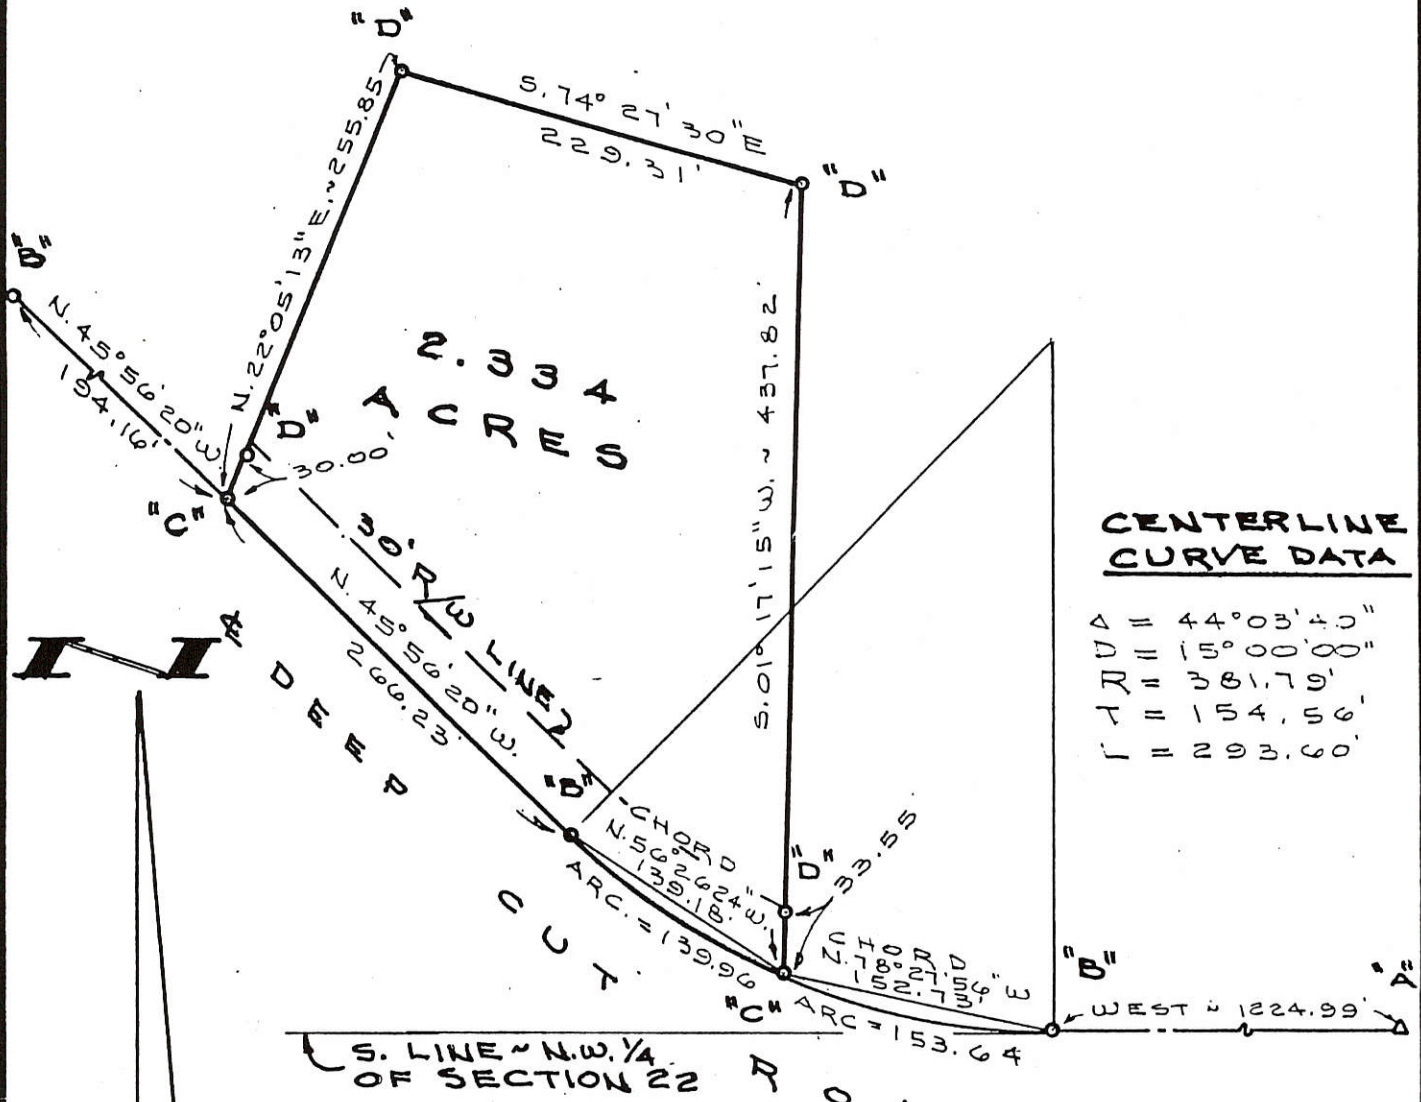 "D"
S. 74° 27' 30" E
229.31'
"D"
N. 22° 05' 13" E. ~ 255.85
"B"
N. 45° 56' 20" W.
194.16'
2.334
ACRES
"D"
30.00'
"C"
30' R/W LINE
N. 45° 56' 20" W.
266.23'
S. 01° 17' 15" W. ~ 437.82'
CENTERLINE
CURVE DATA
Δ = 44° 03' 40"
D = 15° 00' 00"
R = 381.79'
T = 154.56'
L = 293.60'
DEEP
CUT
"B"
CHORD
N. 56° 26' 24" W.
139.18'
ARC. = 139.96
"D"
33.55
CHORD
N. 78° 27' 56" W
152.73'
"C"
ARC = 153.64
"B"
"A"
WEST ~ 1224.99'
S. LINE ~ N.W. 1/4
OF SECTION 22